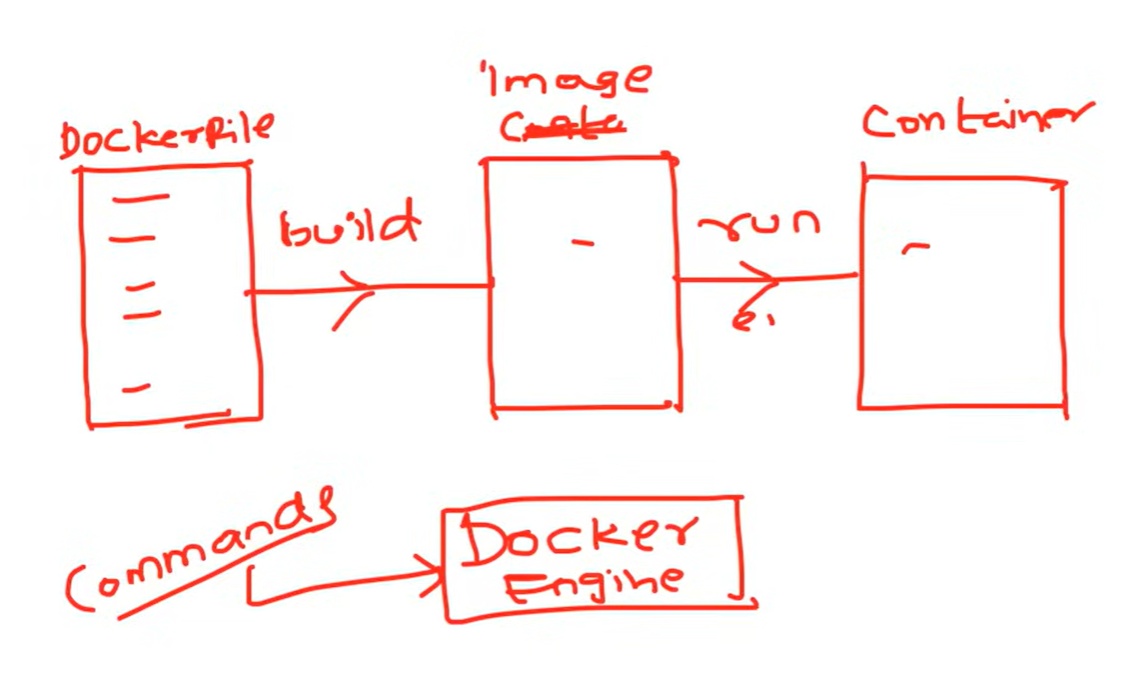 Dockerfile
Image
Container
build
run
Commands
Docker
Engine